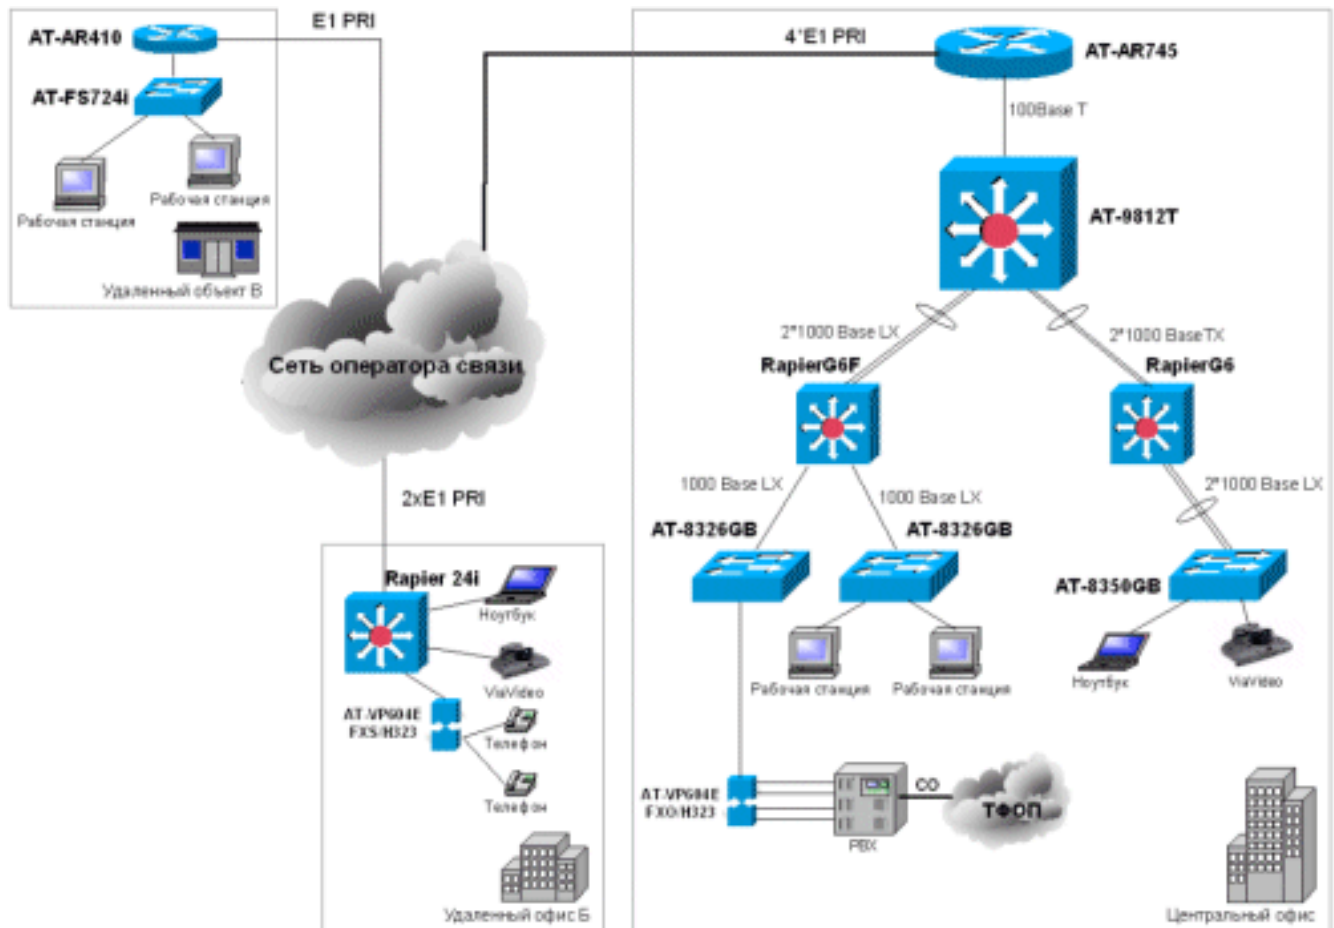 E1 PRI
AT-AR410
AT-FS724i
Рабочая станция
Рабочая станция
Удаленный объект В
4*E1 PRI
AT-AR745
100Base T
AT-9812T
2*1000 Base LX
2*1000 BaseTX
RapierG6F
RapierG6
Сеть оператора связи
1000 Base LX
1000 Base LX
2*1000 Base LX
2xE1 PRI
AT-8326GB
AT-8326GB
AT-8350GB
Rapier 24i
Ноутбук
ViaVideo
AT-VP604E
FXS/H323
Телефон
Телефон
Удаленный офис Б
Рабочая станция
Рабочая станция
Ноутбук
ViaVideo
AT-VP604E
FXO/H323
PBX
CO
ТФОП
Центральный офис